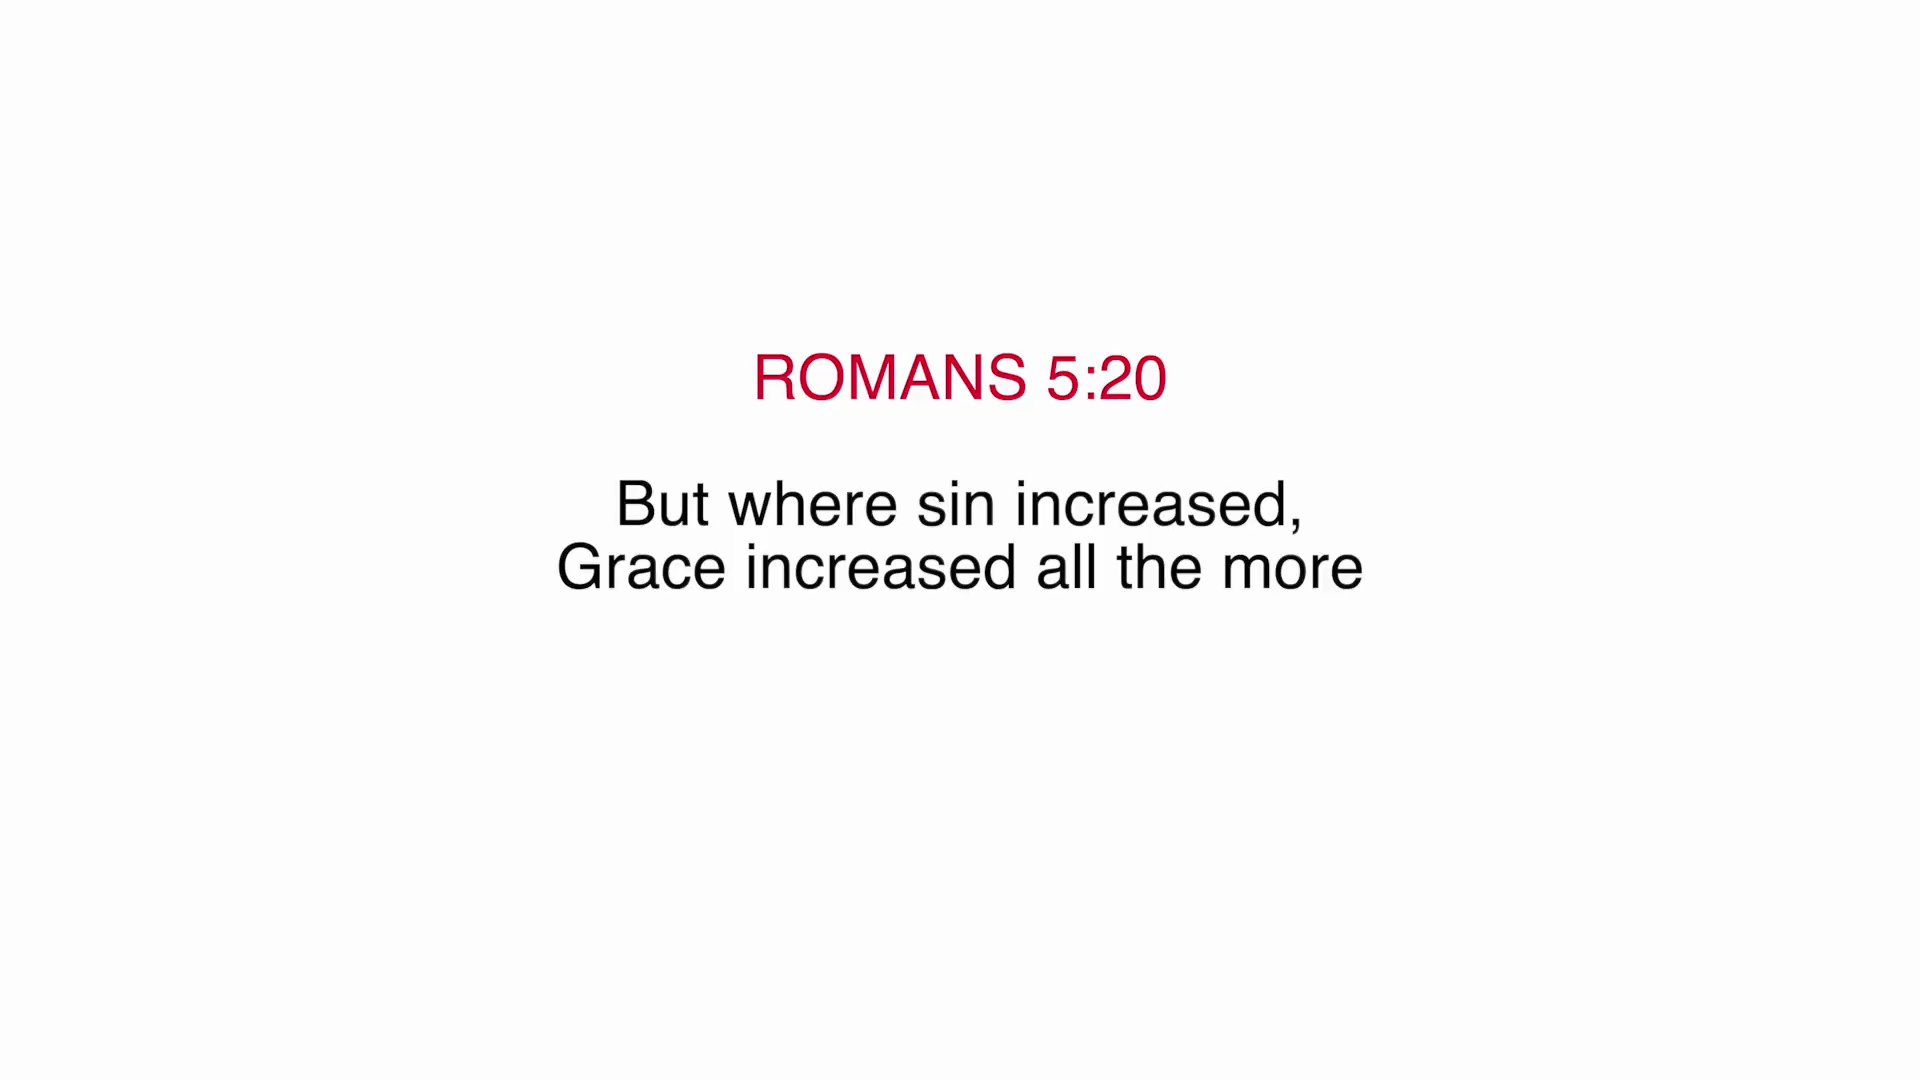 ROMANS 5:20
But where sin increased,
Grace increased all the more